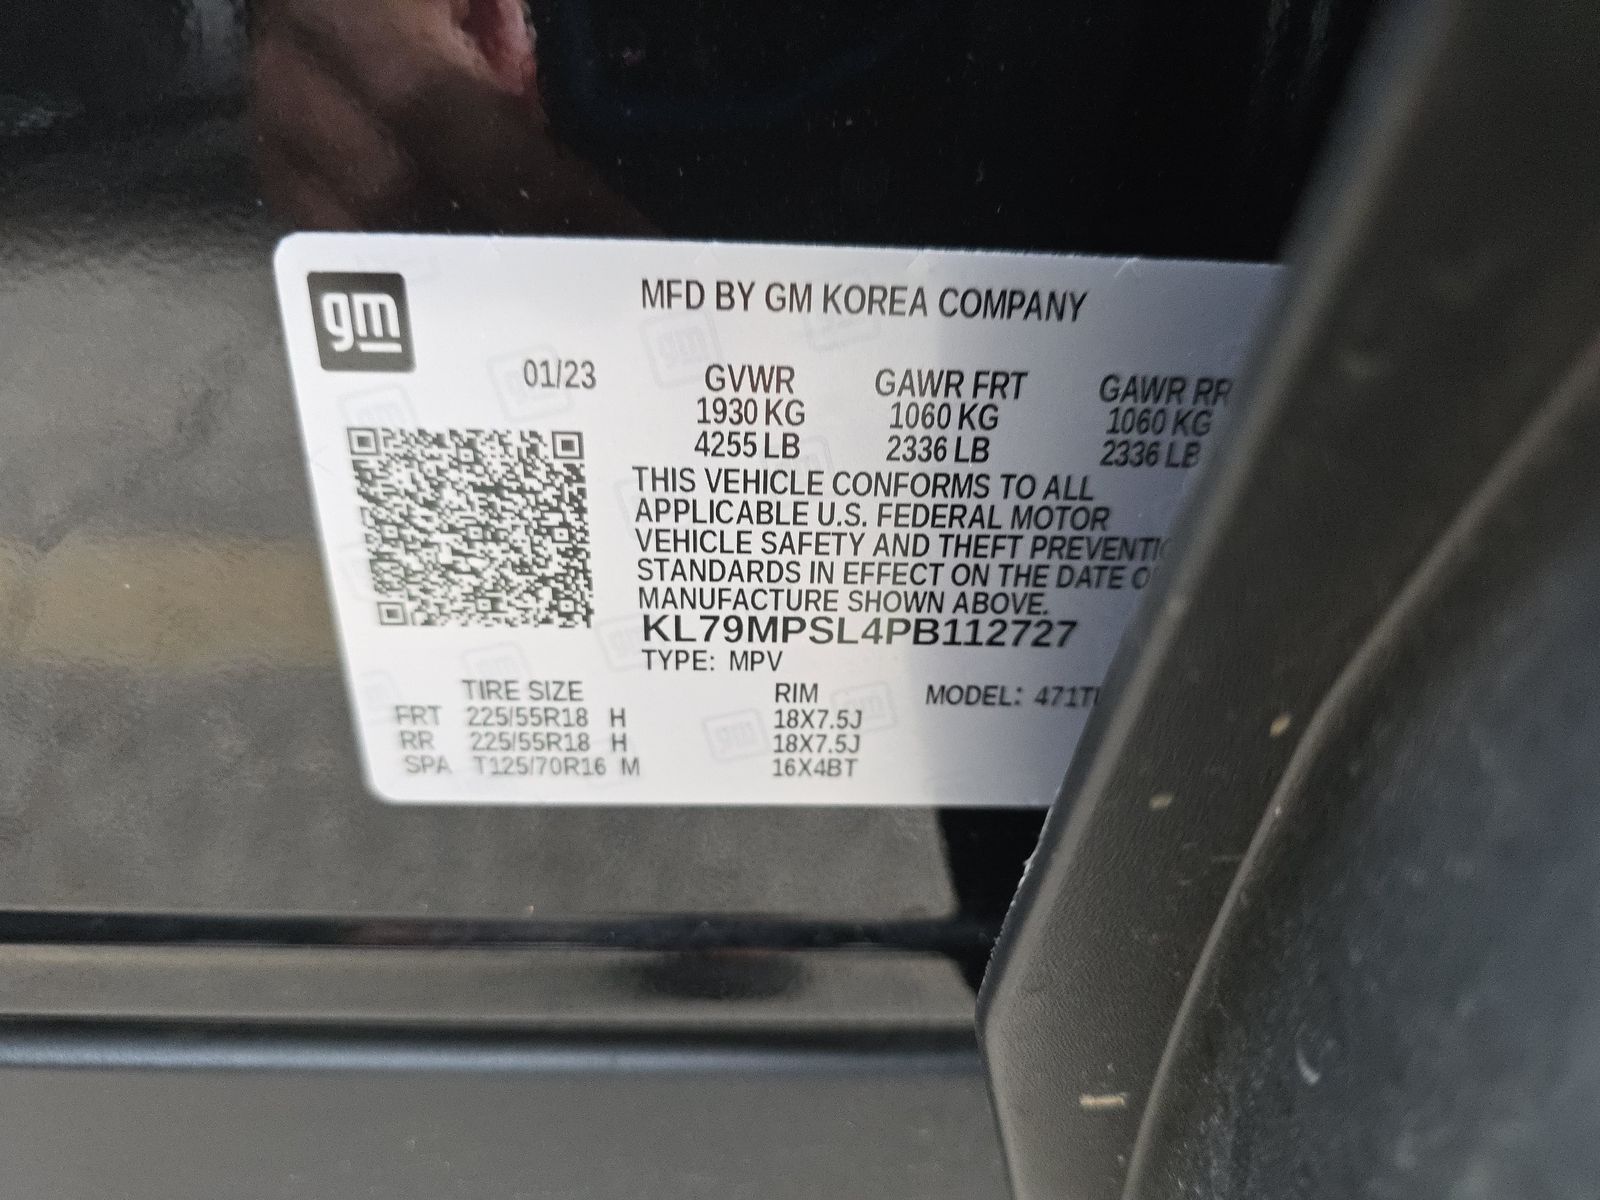 gm
MFD BY GM KOREA COMPANY
01/23 GVWR GAWR FRT GAWR RR
1930 KG 1060 KG 1060 KG
4255 LB 2336 LB 2336 LB
THIS VEHICLE CONFORMS TO ALL
APPLICABLE U.S. FEDERAL MOTOR
VEHICLE SAFETY AND THEFT
STANDARDS IN EFFECT ON THE DATE
MANUFACTURE SHOWN ABOVE.
KL79MPSL4PB112727
TYPE: MPV
TIRE SIZE RIM MODEL:
FRT 225/55R18 H 18X7.5J
RR 225/55R18 H 18X7.5J
SPA T125/70R16 M 16X4BT